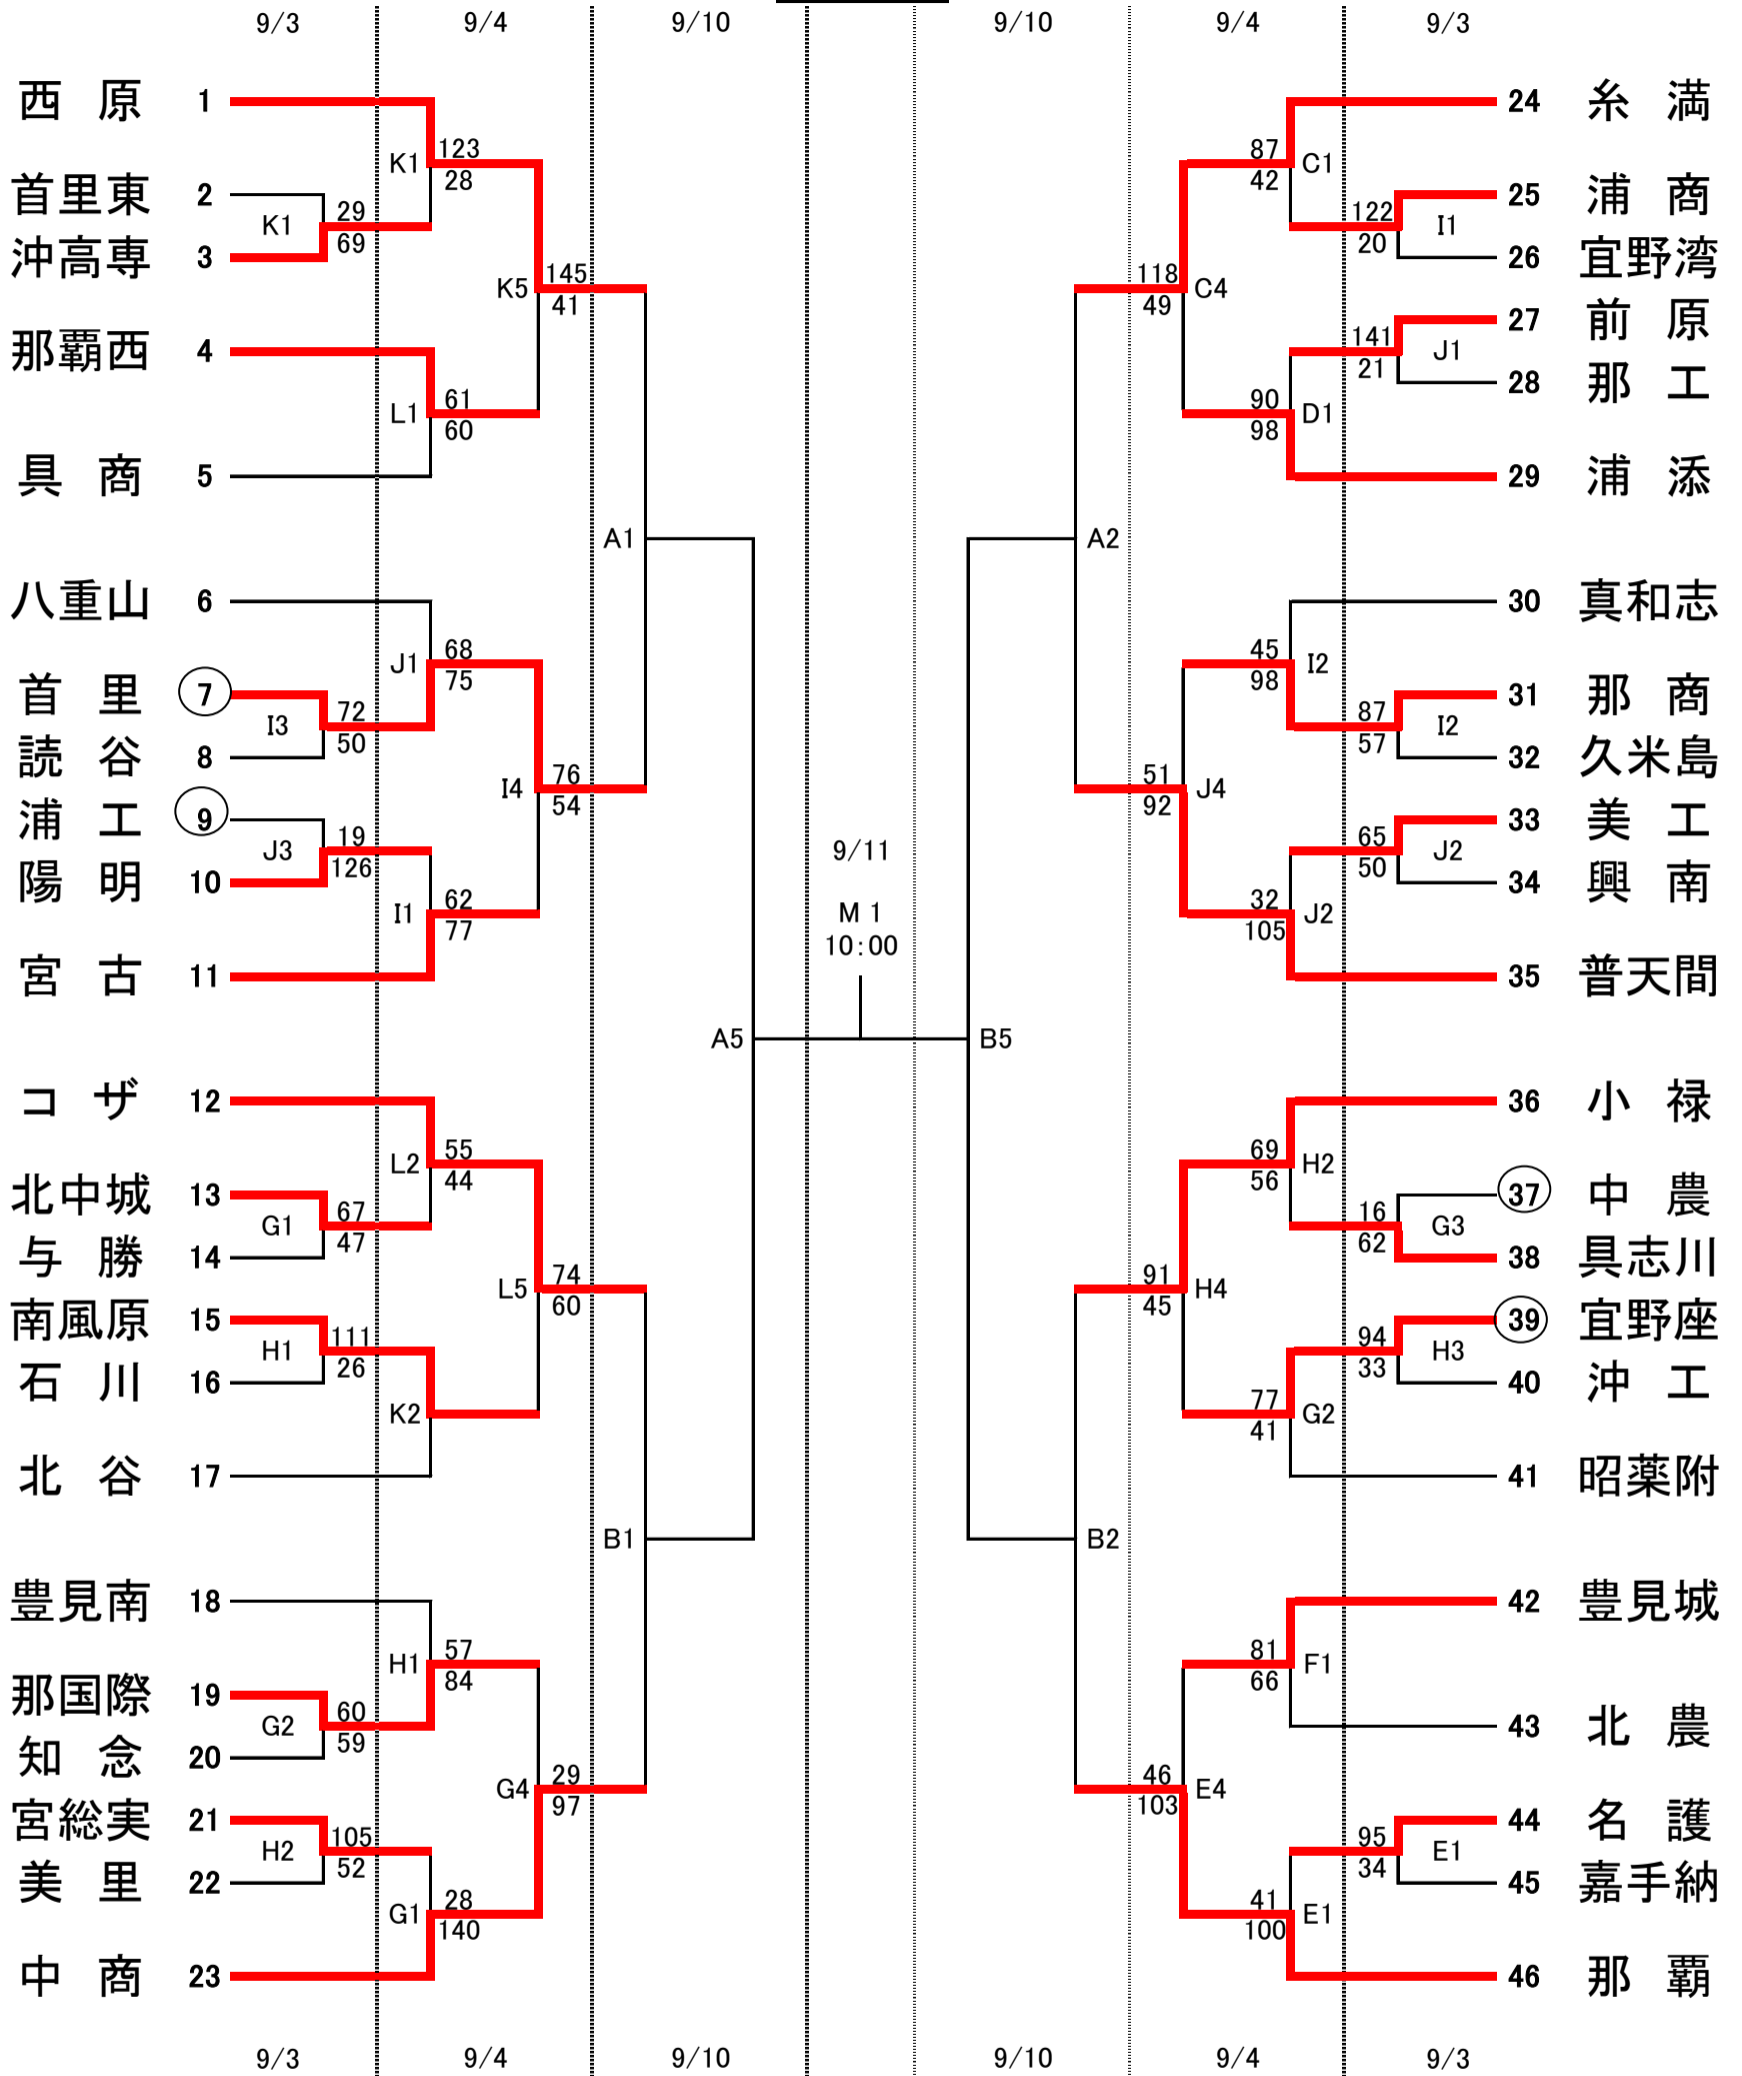 9/3 9/4 9/10 9/10 9/4 9/3
西原 1
K1 123 28
首里東 2
K1 29 69
沖高専 3
K5 145 41
那覇西 4
L1 61 60
具商 5
A1
八重山 6
J1 68 75
首里 7
I3 72 50
読谷 8
I4 76 54
浦工 9
J3 19 126
陽明 10
I1 62 77
宮古 11
A5
コザ 12
L2 55 44
北中城 13
G1 67 47
与勝 14
L5 74 60
南風原 15
H1 111 26
石川 16
K2
北谷 17
B1
豊見南 18
H1 57 84
那国際 19
G2 60 59
知念 20
G4 29 97
宮総実 21
H2 105 52
美里 22
G1 28 140
中商 23
9/11
M1
10:00
24 糸満
87 42 C1
25 浦商
122 20 I1
26 宜野湾
118 49 C4
27 前原
141 21 J1
28 那工
90 98 D1
29 浦添
A2
30 真和志
45 98 I2
31 那商
87 57 I2
32 久米島
51 92 J4
33 美工
65 50 J2
34 興南
32 105 J2
35 普天間
B5
36 小禄
69 56 H2
37 中農
16 62 G3
38 具志川
91 45 H4
39 宜野座
94 33 H3
40 沖工
77 41 G2
41 昭薬附
B2
42 豊見城
81 66 F1
43 北農
46 103 E4
44 名護
95 34 E1
45 嘉手納
41 100 E1
46 那覇
9/3 9/4 9/10 9/10 9/4 9/3